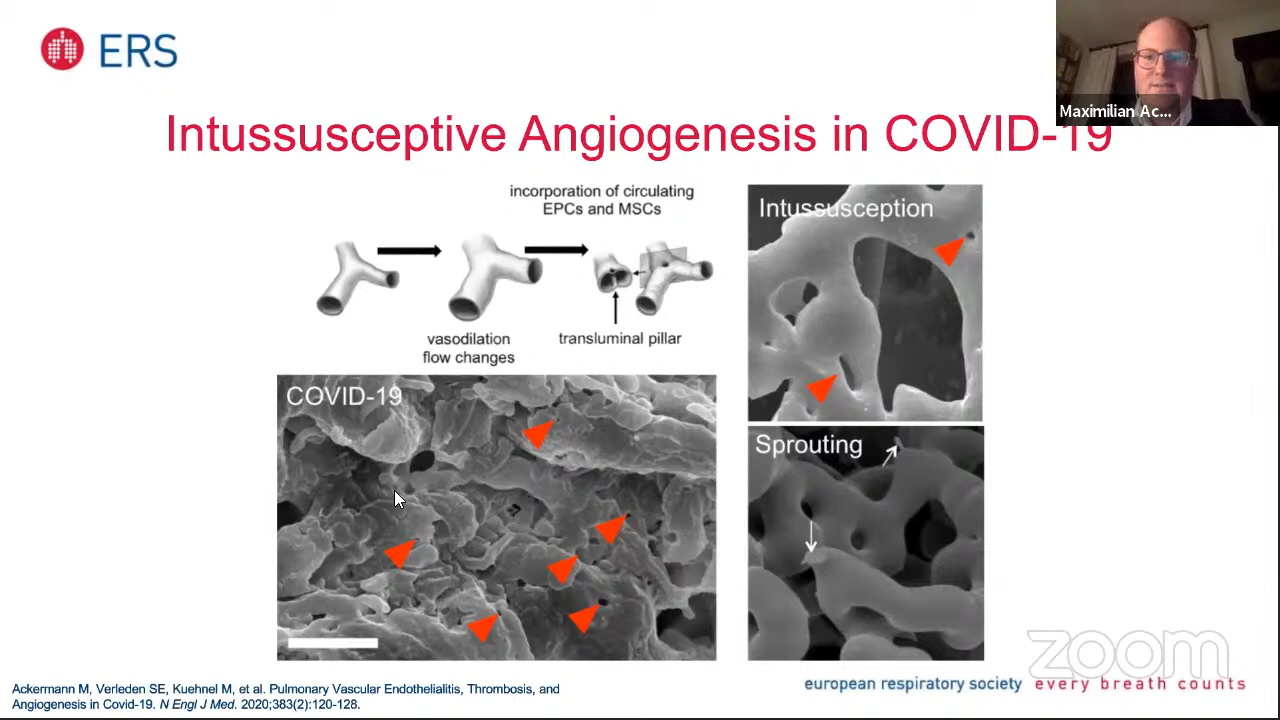 ERS
Maximilian Ac...
Intussusceptive Angiogenesis in COVID-19
incorporation of circulating
EPCs and MSCs
vasodilation
flow changes
transluminal pillar
Intussusception
COVID-19
Sprouting
zoom
Ackermann M, Verleden SE, Kuehnel M, et al. Pulmonary Vascular Endothelialitis, Thrombosis, and
Angiogenesis in Covid-19. N Engl J Med. 2020;383(2):120-128.
european respiratory society every breath counts